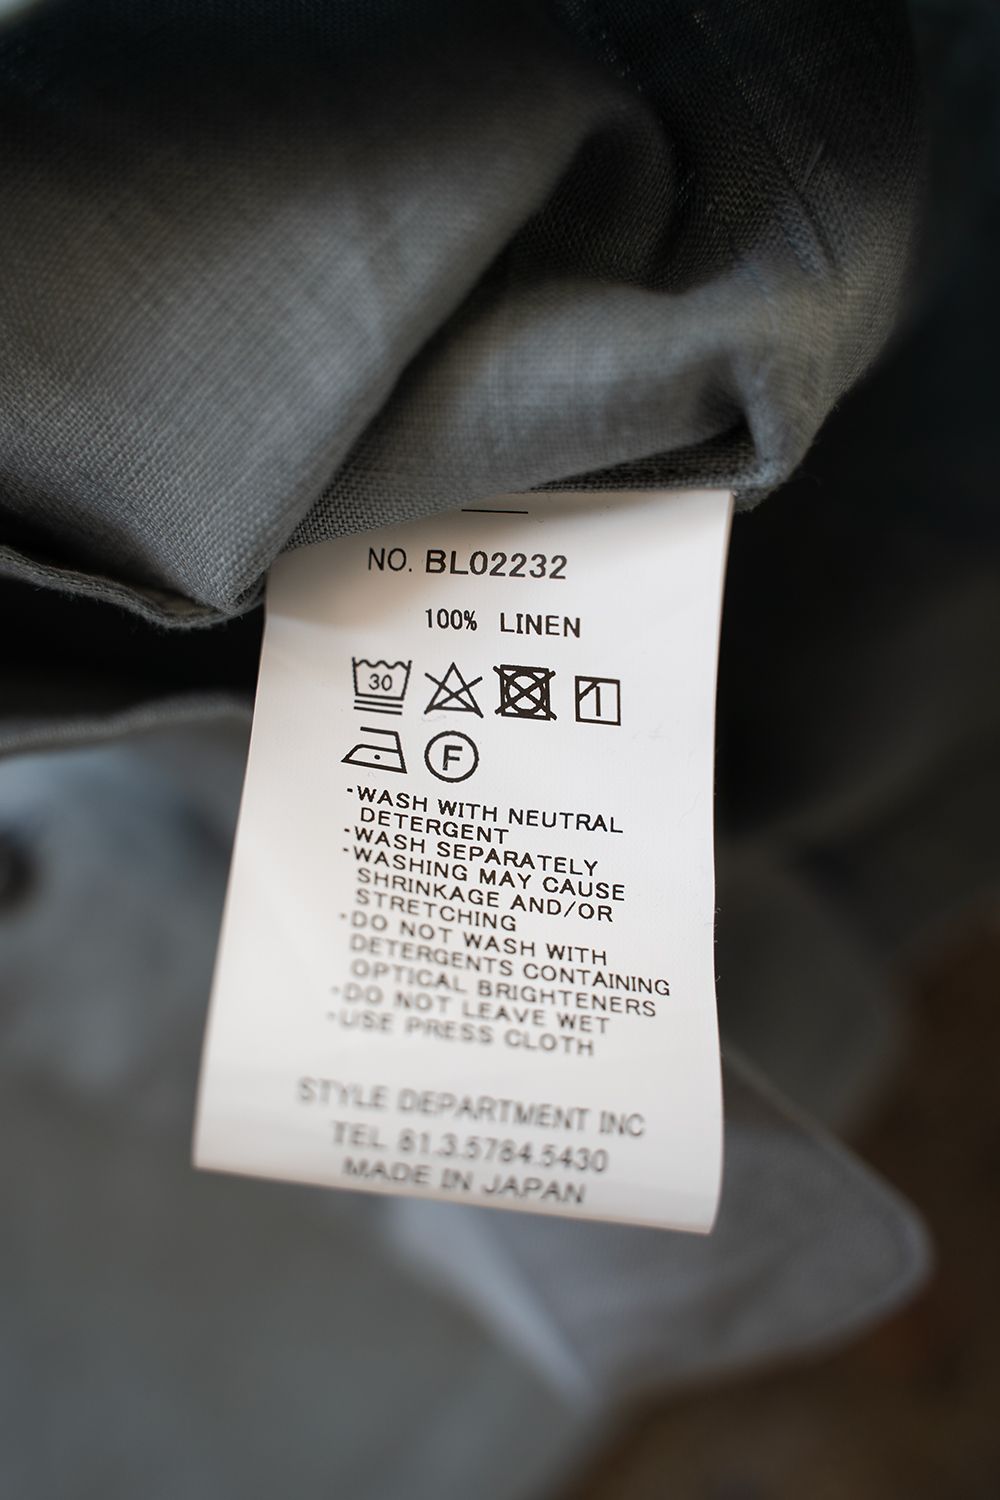 NO. BL02232
100% LINEN
30
F
·WASH WITH NEUTRAL
DETERGENT
·WASH SEPARATELY
·WASHING MAY CAUSE
SHRINKAGE AND/OR
STRETCHING
·DO NOT WASH WITH
DETERGENTS CONTAINING
OPTICAL BRIGHTENERS
·DO NOT LEAVE WET
·USE PRESS CLOTH
STYLE DEPARTMENT INC
TEL 81.3.5784.5430
MADE IN JAPAN